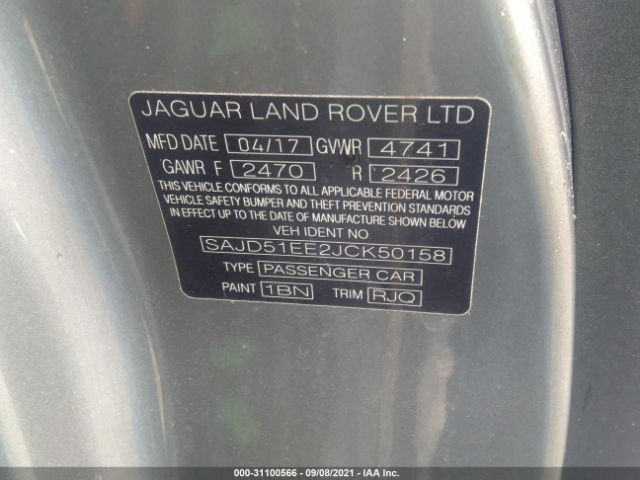 JAGUAR LAND ROVER LTD
MFD DATE 04/17 GVWR 4741
GAWR F 2470 R 2426
THIS VEHICLE CONFORMS TO ALL APPLICABLE FEDERAL MOTOR
VEHICLE SAFETY BUMPER AND THEFT PREVENTION STANDARDS
IN EFFECT UP TO THE DATE OF MANUFACTURE SHOWN BELOW
VEH IDENT NO
SAJD51EE2JCK50158
TYPE PASSENGER CAR
PAINT 1BN TRIM RJQ
000-31100566 - 09/08/2021 - IAA Inc.